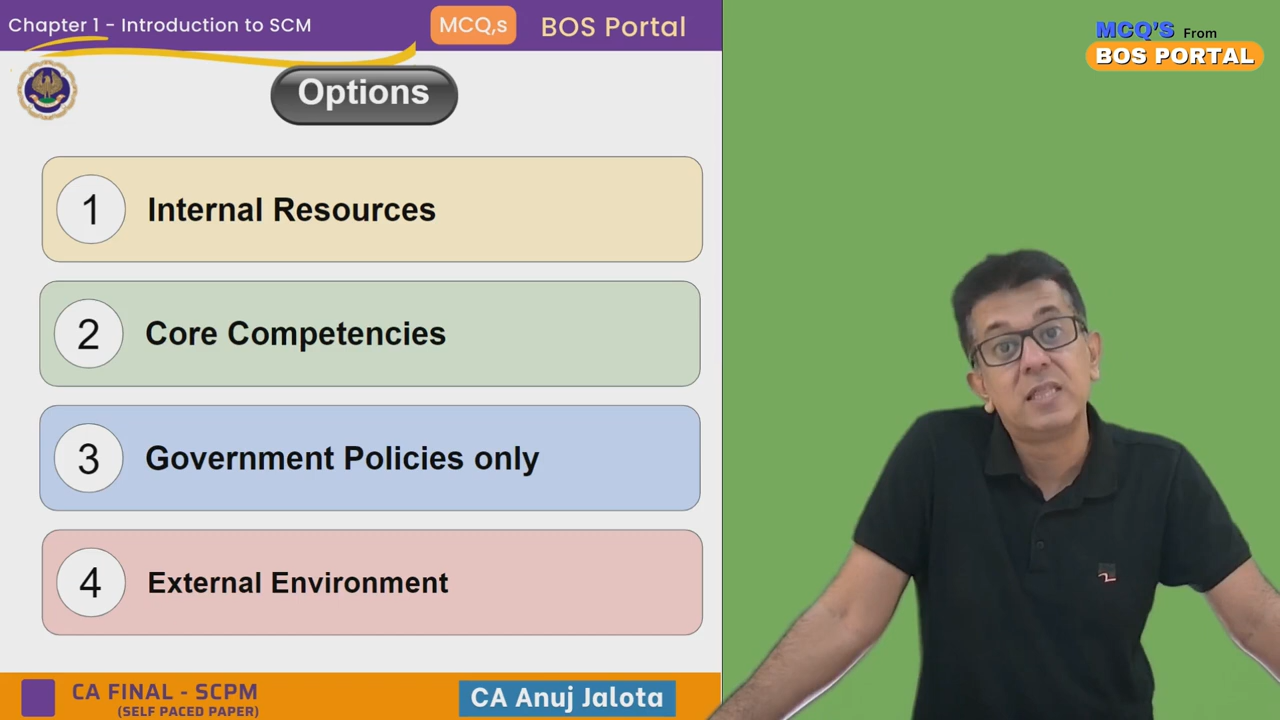 Chapter 1 - Introduction to SCM
MCQ,s
BOS Portal
MCQ'S From
BOS PORTAL
Options
1 Internal Resources
2 Core Competencies
3 Government Policies only
4 External Environment
CA FINAL - SCPM
(SELF PACED PAPER)
CA Anuj Jalota